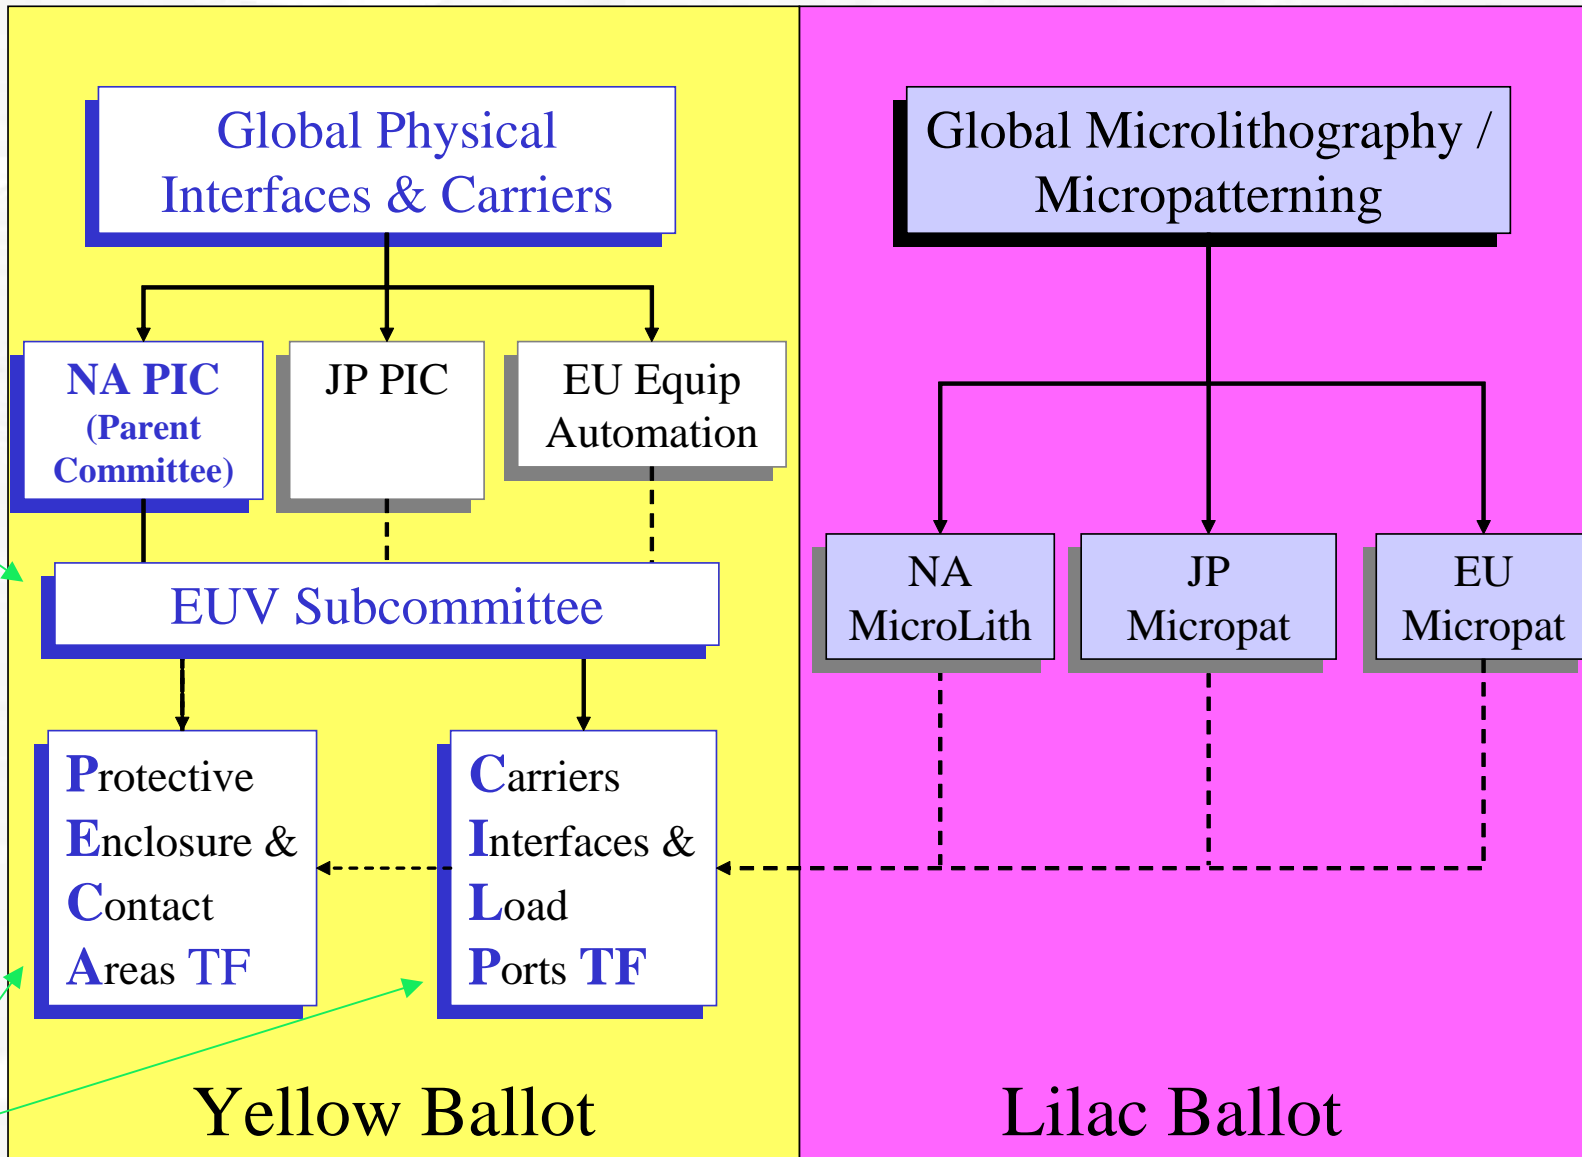 Global Physical
Interfaces & Carriers
NA PIC
(Parent
Committee)
JP PIC
EU Equip
Automation
EUV Subcommittee
Protective
Enclosure &
Contact
Areas TF
Carriers
Interfaces &
Load
Ports TF
Yellow Ballot
Global Microlithography /
Micropatterning
NA
MicroLith
JP
Micropat
EU
Micropat
Lilac Ballot